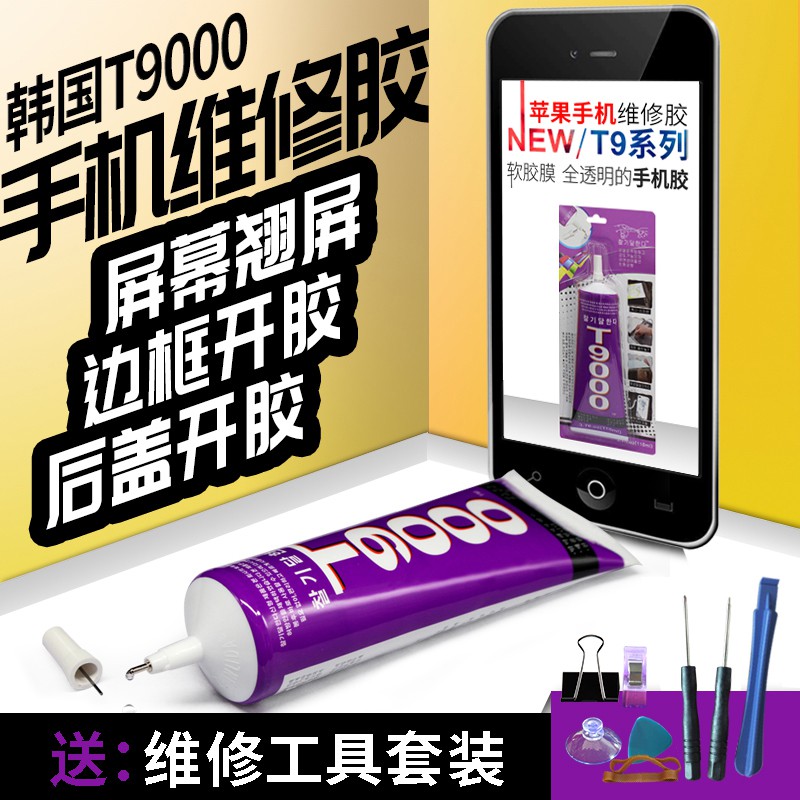 韩国T9000
手机维修胶
屏幕翘屏
边框开胶
后盖开胶
苹果手机维修胶
NEW/T9系列
软胶膜 全透明的手机胶
T9000
T9000
送:维修工具套装